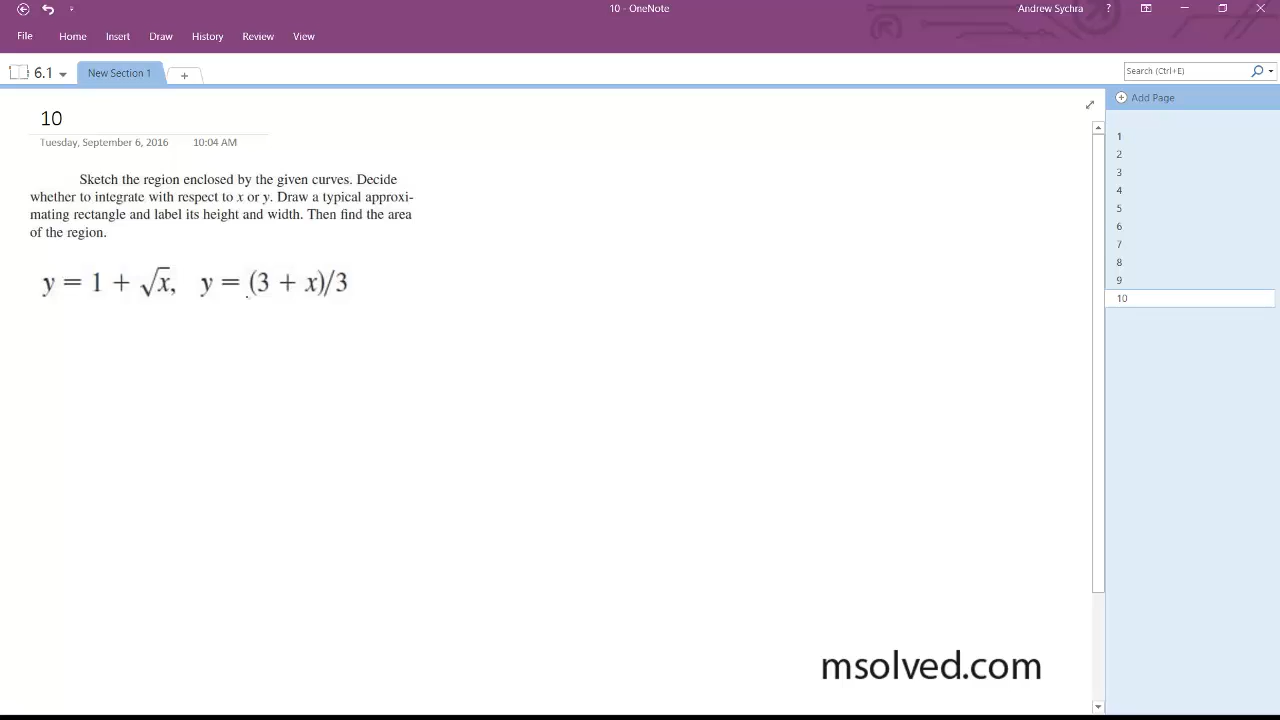 10 - OneNote
Andrew Sychra
?
File Home Insert Draw History Review View
6.1 New Section 1 +
Search (Ctrl+E)
Add Page
10
Tuesday, September 6, 2016 10:04 AM
Sketch the region enclosed by the given curves. Decide
whether to integrate with respect to x or y. Draw a typical approxi-
mating rectangle and label its height and width. Then find the area
of the region.
y = 1 + √x, y = (3 + x)/3
1
2
3
4
5
6
7
8
9
10
msolved.com